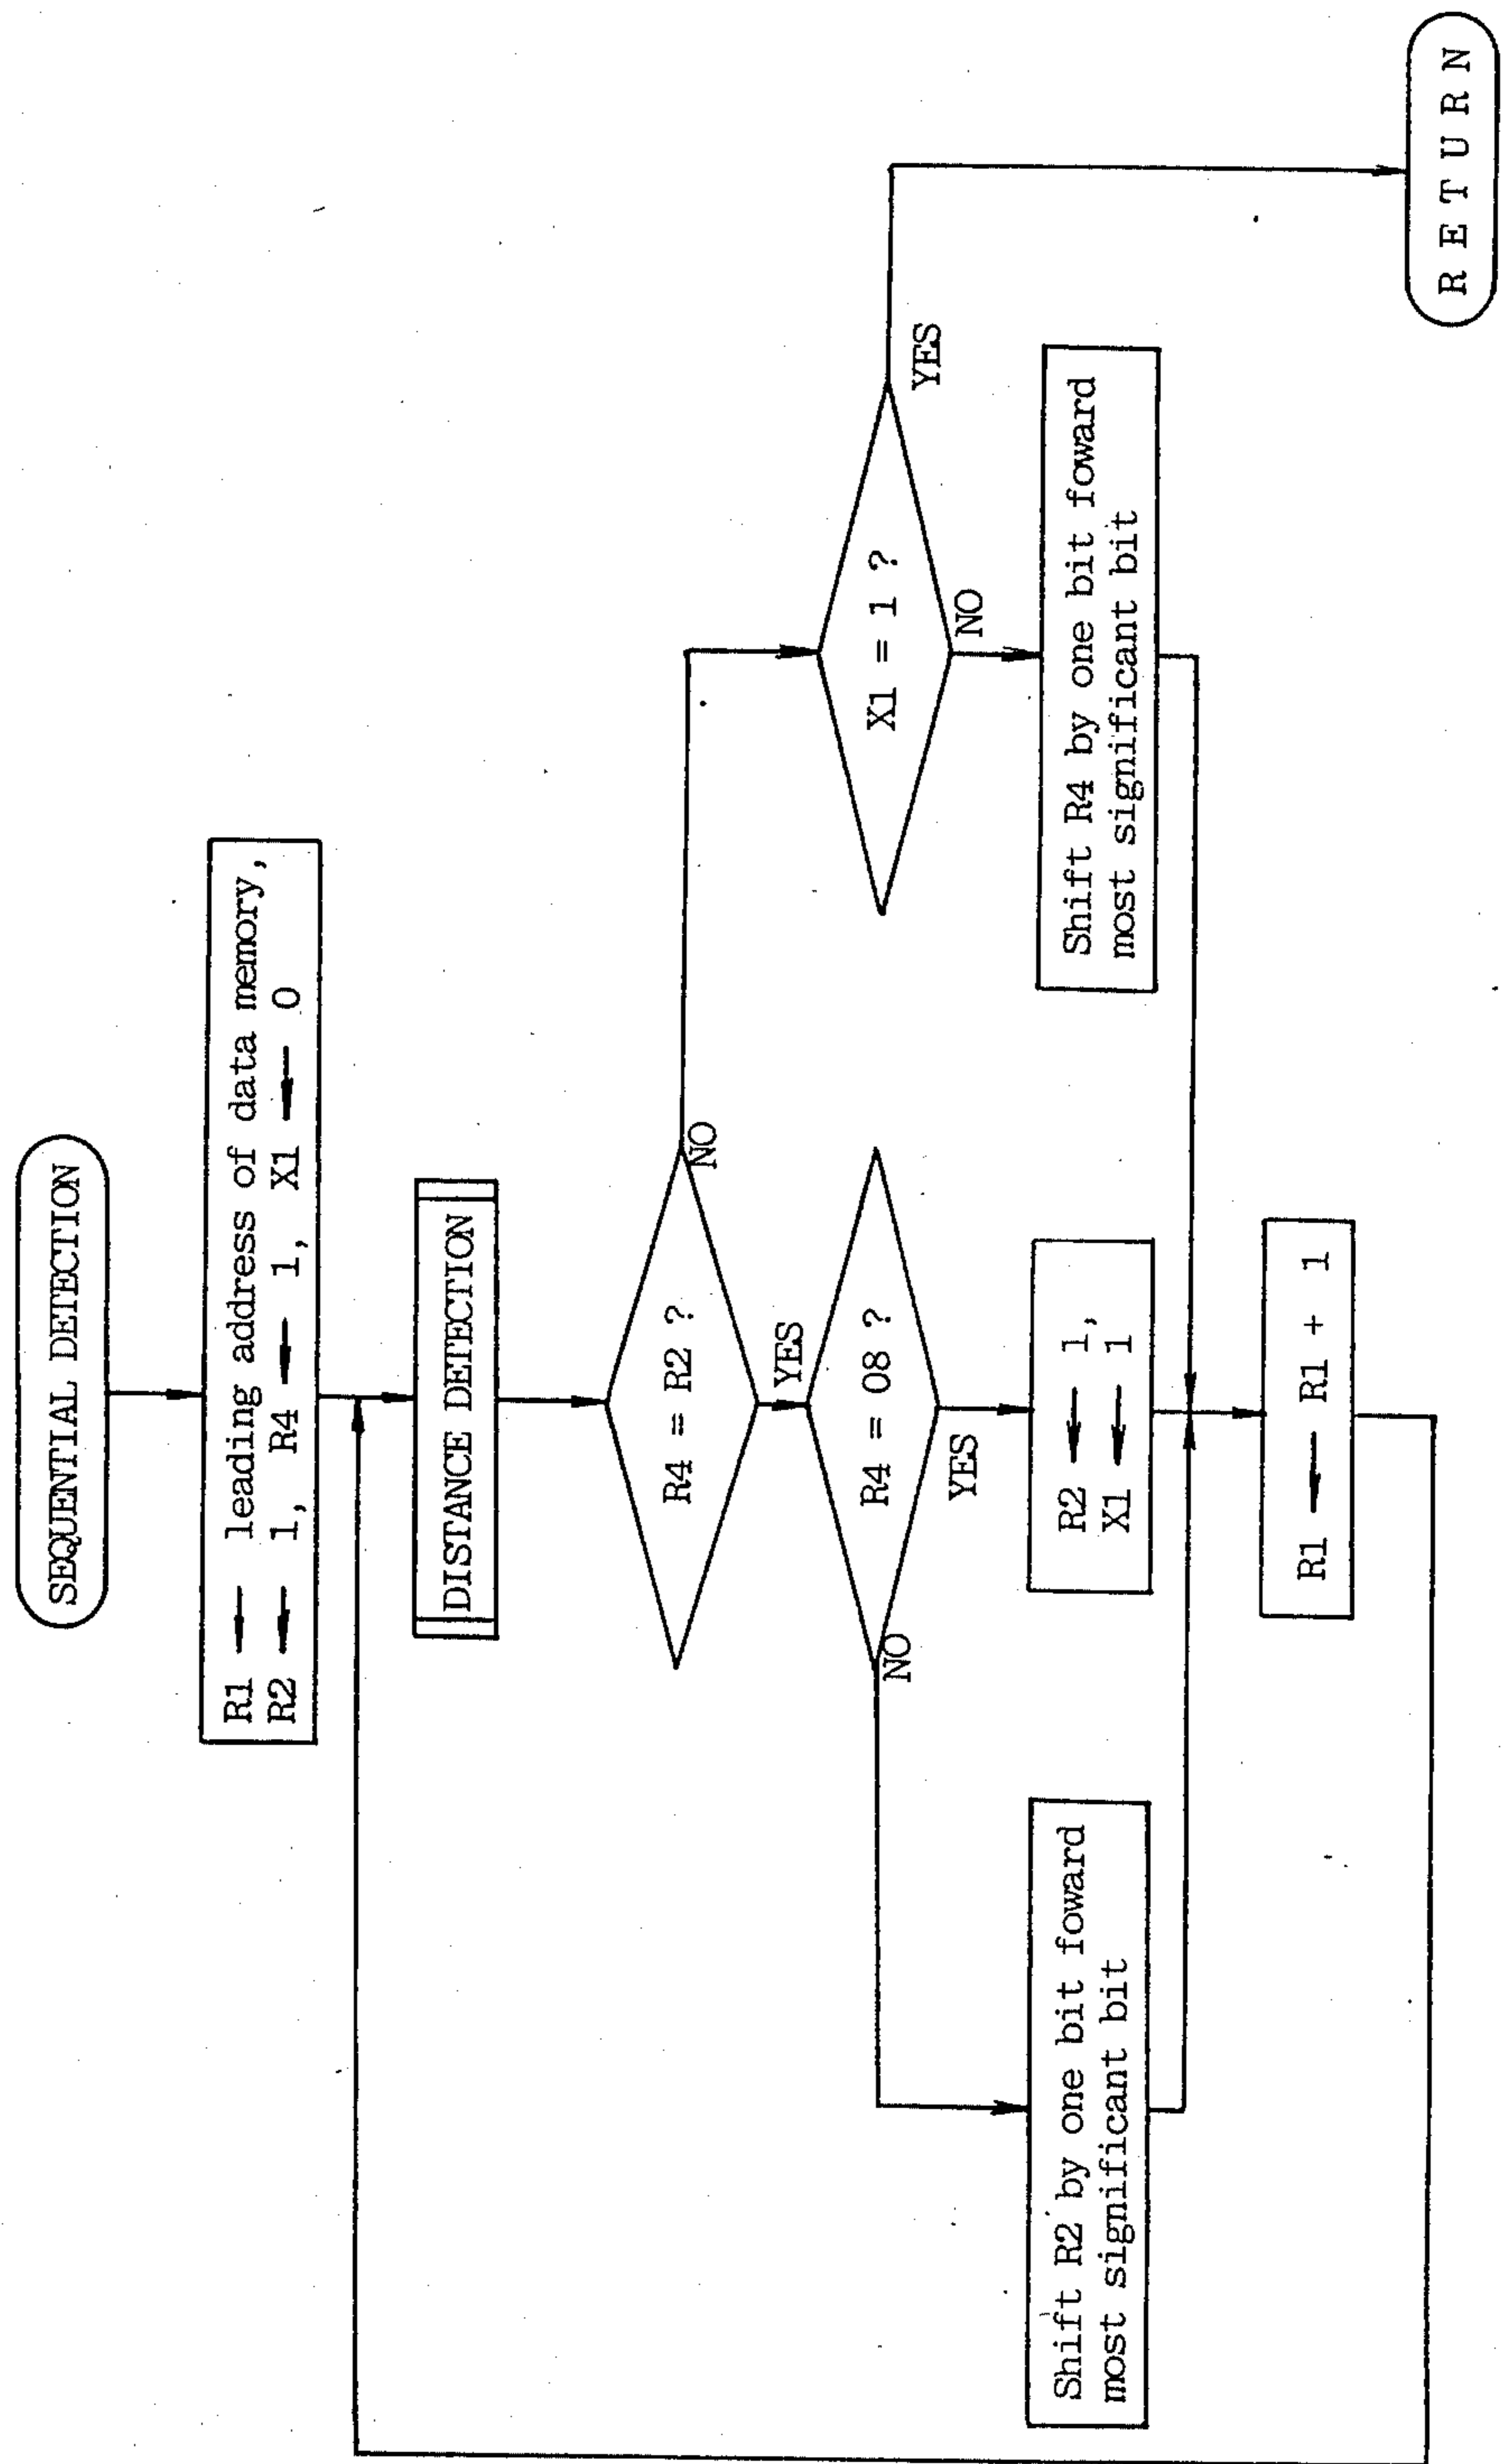 SEQUENTIAL DETECTION
R1 ← leading address of data memory,
R2 ← 1, R4 ← 1, X1 ← 0
DISTANCE DETECTION
R4 = R2 ?
NO
YES
R4 = 08 ?
NO
YES
X1 = 1 ?
YES
NO
Shift R2 by one bit foward
most significant bit
R2 ← 1,
X1 ← 1
Shift R4 by one bit foward
most significant bit
R1 ← R1 + 1
RETURN